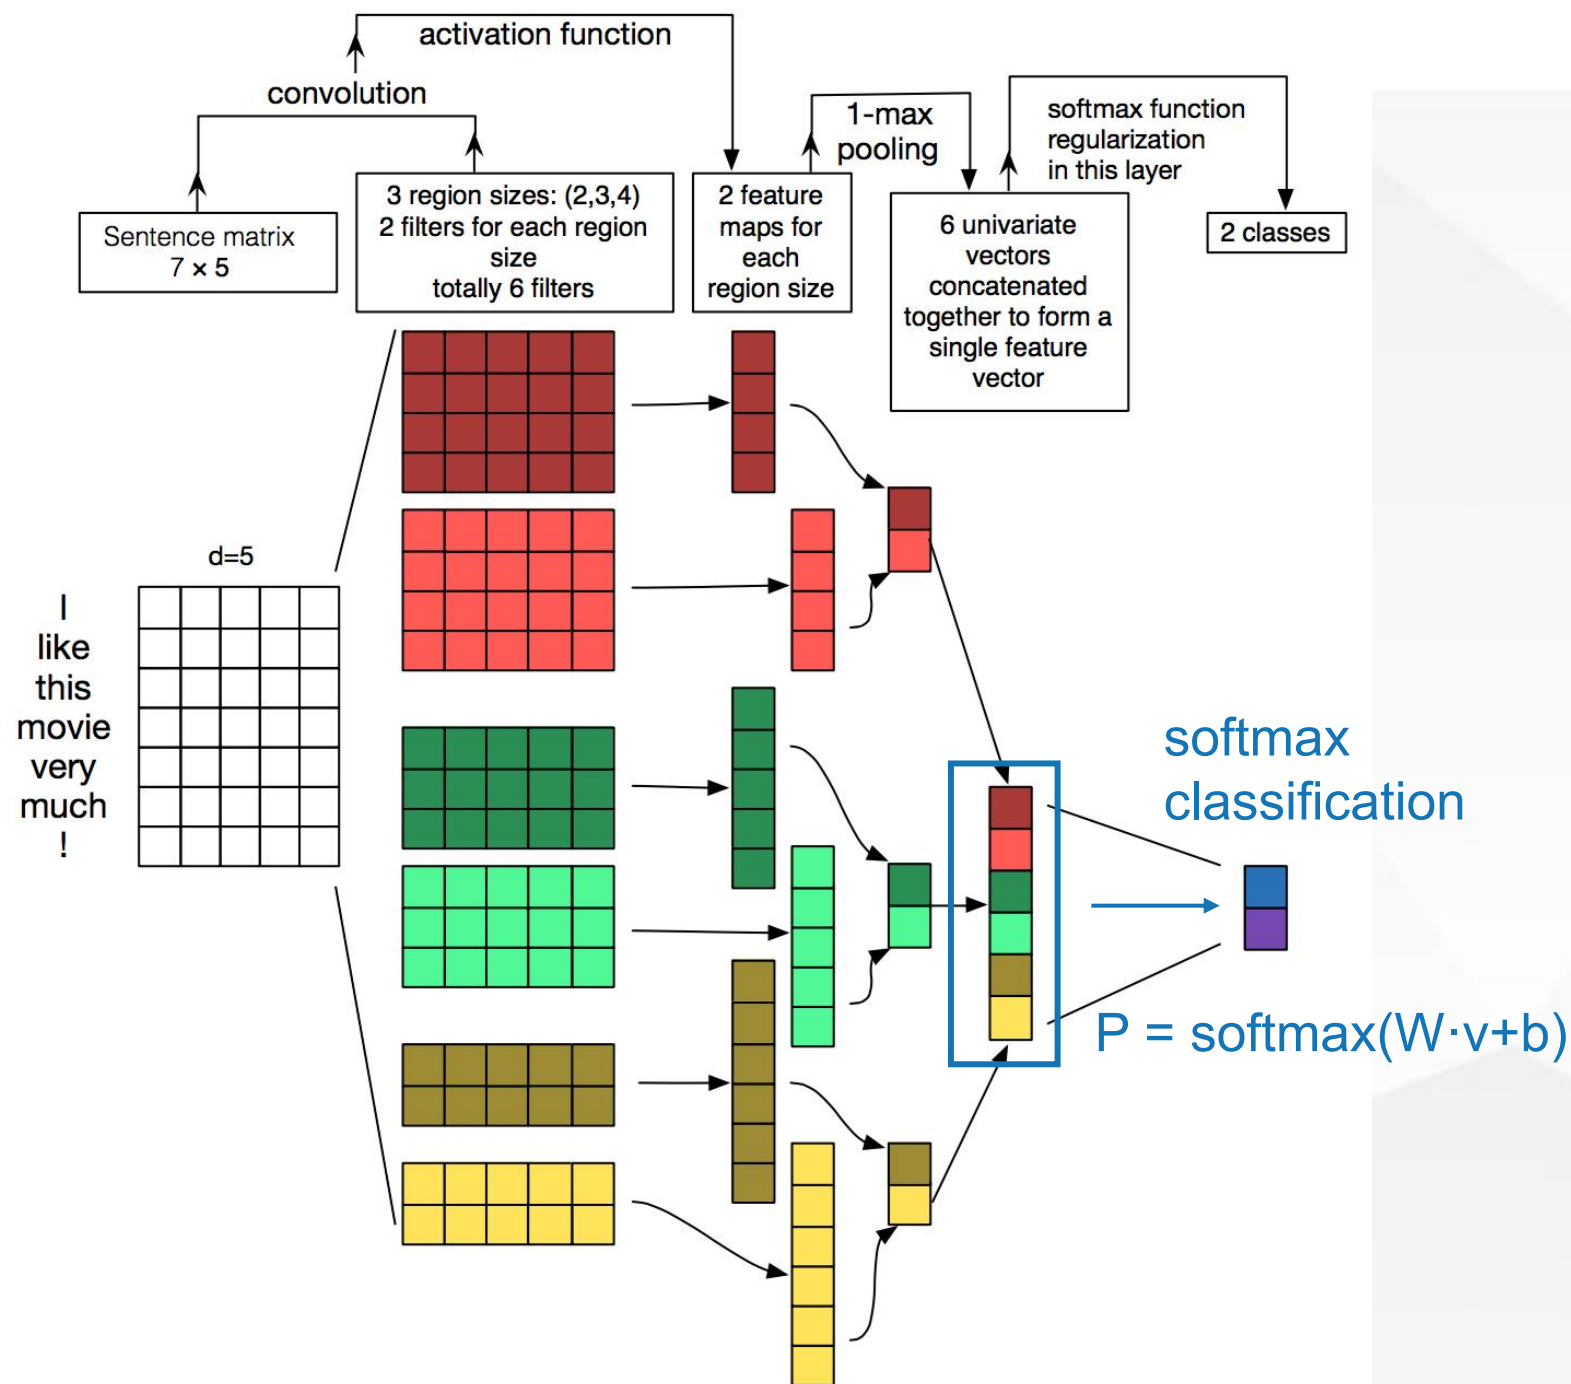 activation function
convolution
1-max
pooling
softmax function
regularization
in this layer
Sentence matrix
7 × 5
3 region sizes: (2,3,4)
2 filters for each region
size
totally 6 filters
2 feature
maps for
each
region size
6 univariate
vectors
concatenated
together to form a
single feature
vector
2 classes
d=5
I
like
this
movie
very
much
!
softmax
classification
P = softmax(W·v+b)